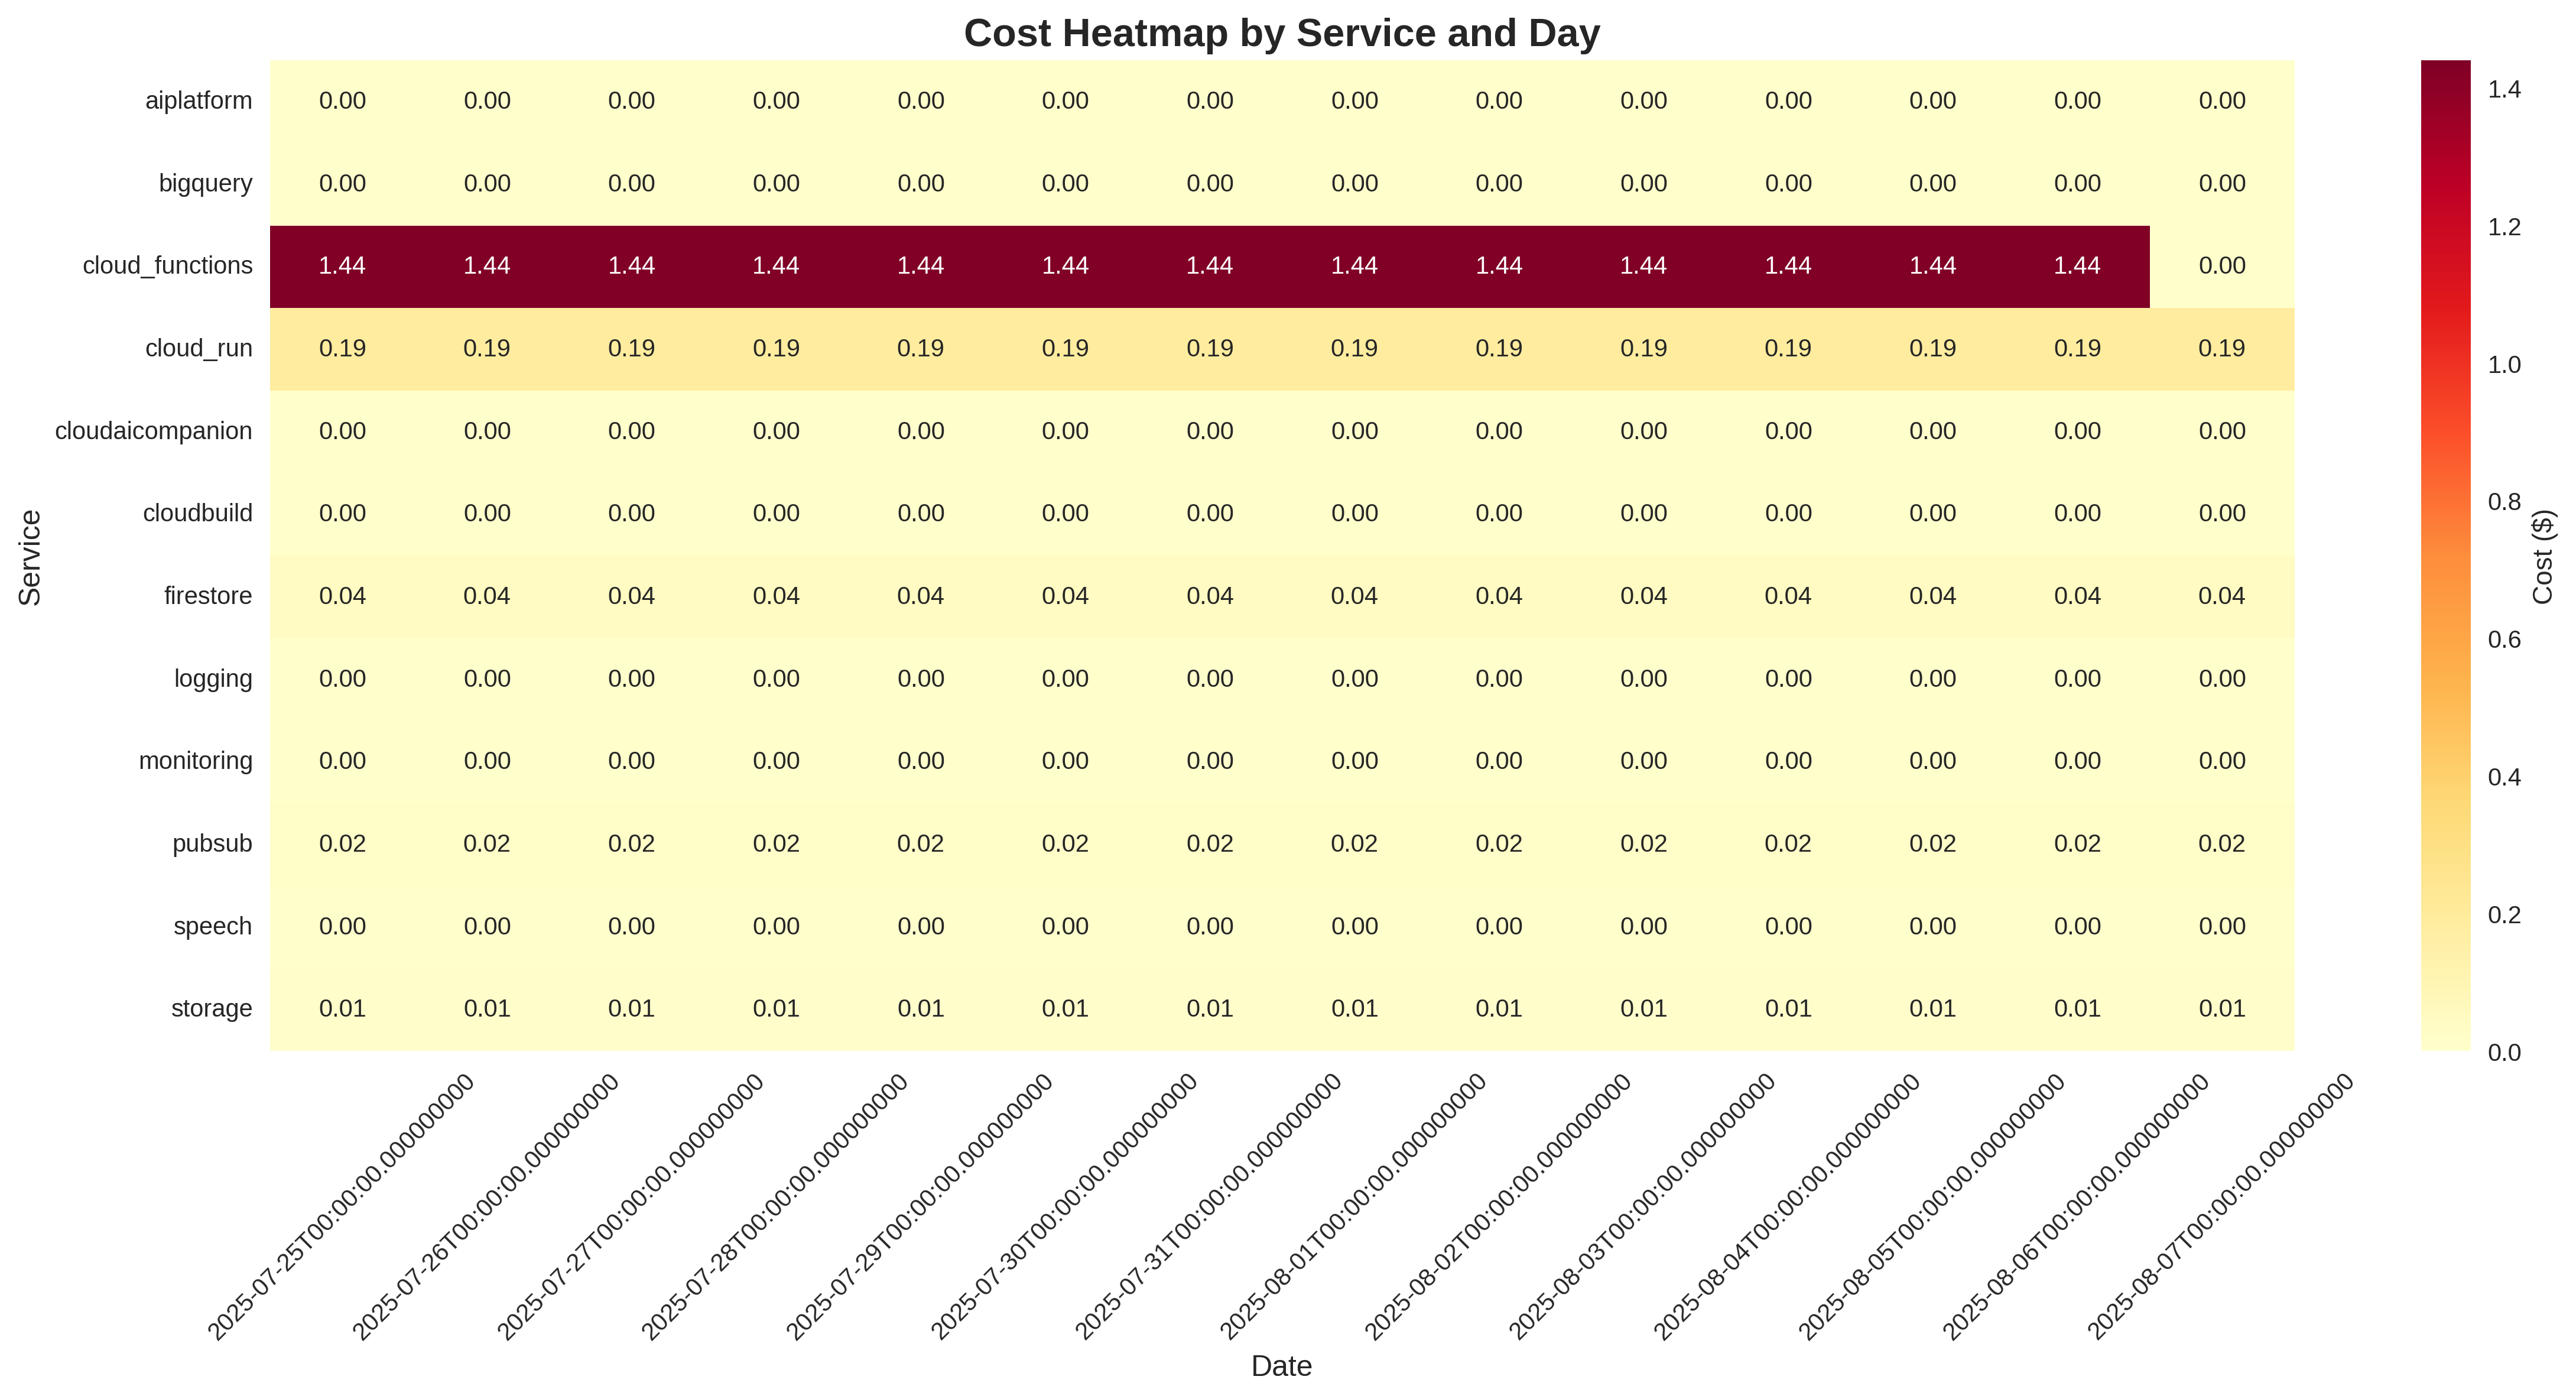 Cost Heatmap by Service and Day
aiplatform 0.00 0.00 0.00 0.00 0.00 0.00 0.00 0.00 0.00 0.00 0.00 0.00 0.00 0.00
bigquery 0.00 0.00 0.00 0.00 0.00 0.00 0.00 0.00 0.00 0.00 0.00 0.00 0.00 0.00
cloud_functions 1.44 1.44 1.44 1.44 1.44 1.44 1.44 1.44 1.44 1.44 1.44 1.44 1.44 0.00
cloud_run 0.19 0.19 0.19 0.19 0.19 0.19 0.19 0.19 0.19 0.19 0.19 0.19 0.19 0.19
cloudaicompanion 0.00 0.00 0.00 0.00 0.00 0.00 0.00 0.00 0.00 0.00 0.00 0.00 0.00 0.00
cloudbuild 0.00 0.00 0.00 0.00 0.00 0.00 0.00 0.00 0.00 0.00 0.00 0.00 0.00 0.00
firestore 0.04 0.04 0.04 0.04 0.04 0.04 0.04 0.04 0.04 0.04 0.04 0.04 0.04 0.04
logging 0.00 0.00 0.00 0.00 0.00 0.00 0.00 0.00 0.00 0.00 0.00 0.00 0.00 0.00
monitoring 0.00 0.00 0.00 0.00 0.00 0.00 0.00 0.00 0.00 0.00 0.00 0.00 0.00 0.00
pubsub 0.02 0.02 0.02 0.02 0.02 0.02 0.02 0.02 0.02 0.02 0.02 0.02 0.02 0.02
speech 0.00 0.00 0.00 0.00 0.00 0.00 0.00 0.00 0.00 0.00 0.00 0.00 0.00 0.00
storage 0.01 0.01 0.01 0.01 0.01 0.01 0.01 0.01 0.01 0.01 0.01 0.01 0.01 0.01
Service
2025-07-25T00:00:00.000000000
2025-07-26T00:00:00.000000000
2025-07-27T00:00:00.000000000
2025-07-28T00:00:00.000000000
2025-07-29T00:00:00.000000000
2025-07-30T00:00:00.000000000
2025-07-31T00:00:00.000000000
2025-08-01T00:00:00.000000000
2025-08-02T00:00:00.000000000
2025-08-03T00:00:00.000000000
2025-08-04T00:00:00.000000000
2025-08-05T00:00:00.000000000
2025-08-06T00:00:00.000000000
2025-08-07T00:00:00.000000000
Date
1.4
1.2
1.0
0.8
0.6
0.4
0.2
0.0
Cost ($)